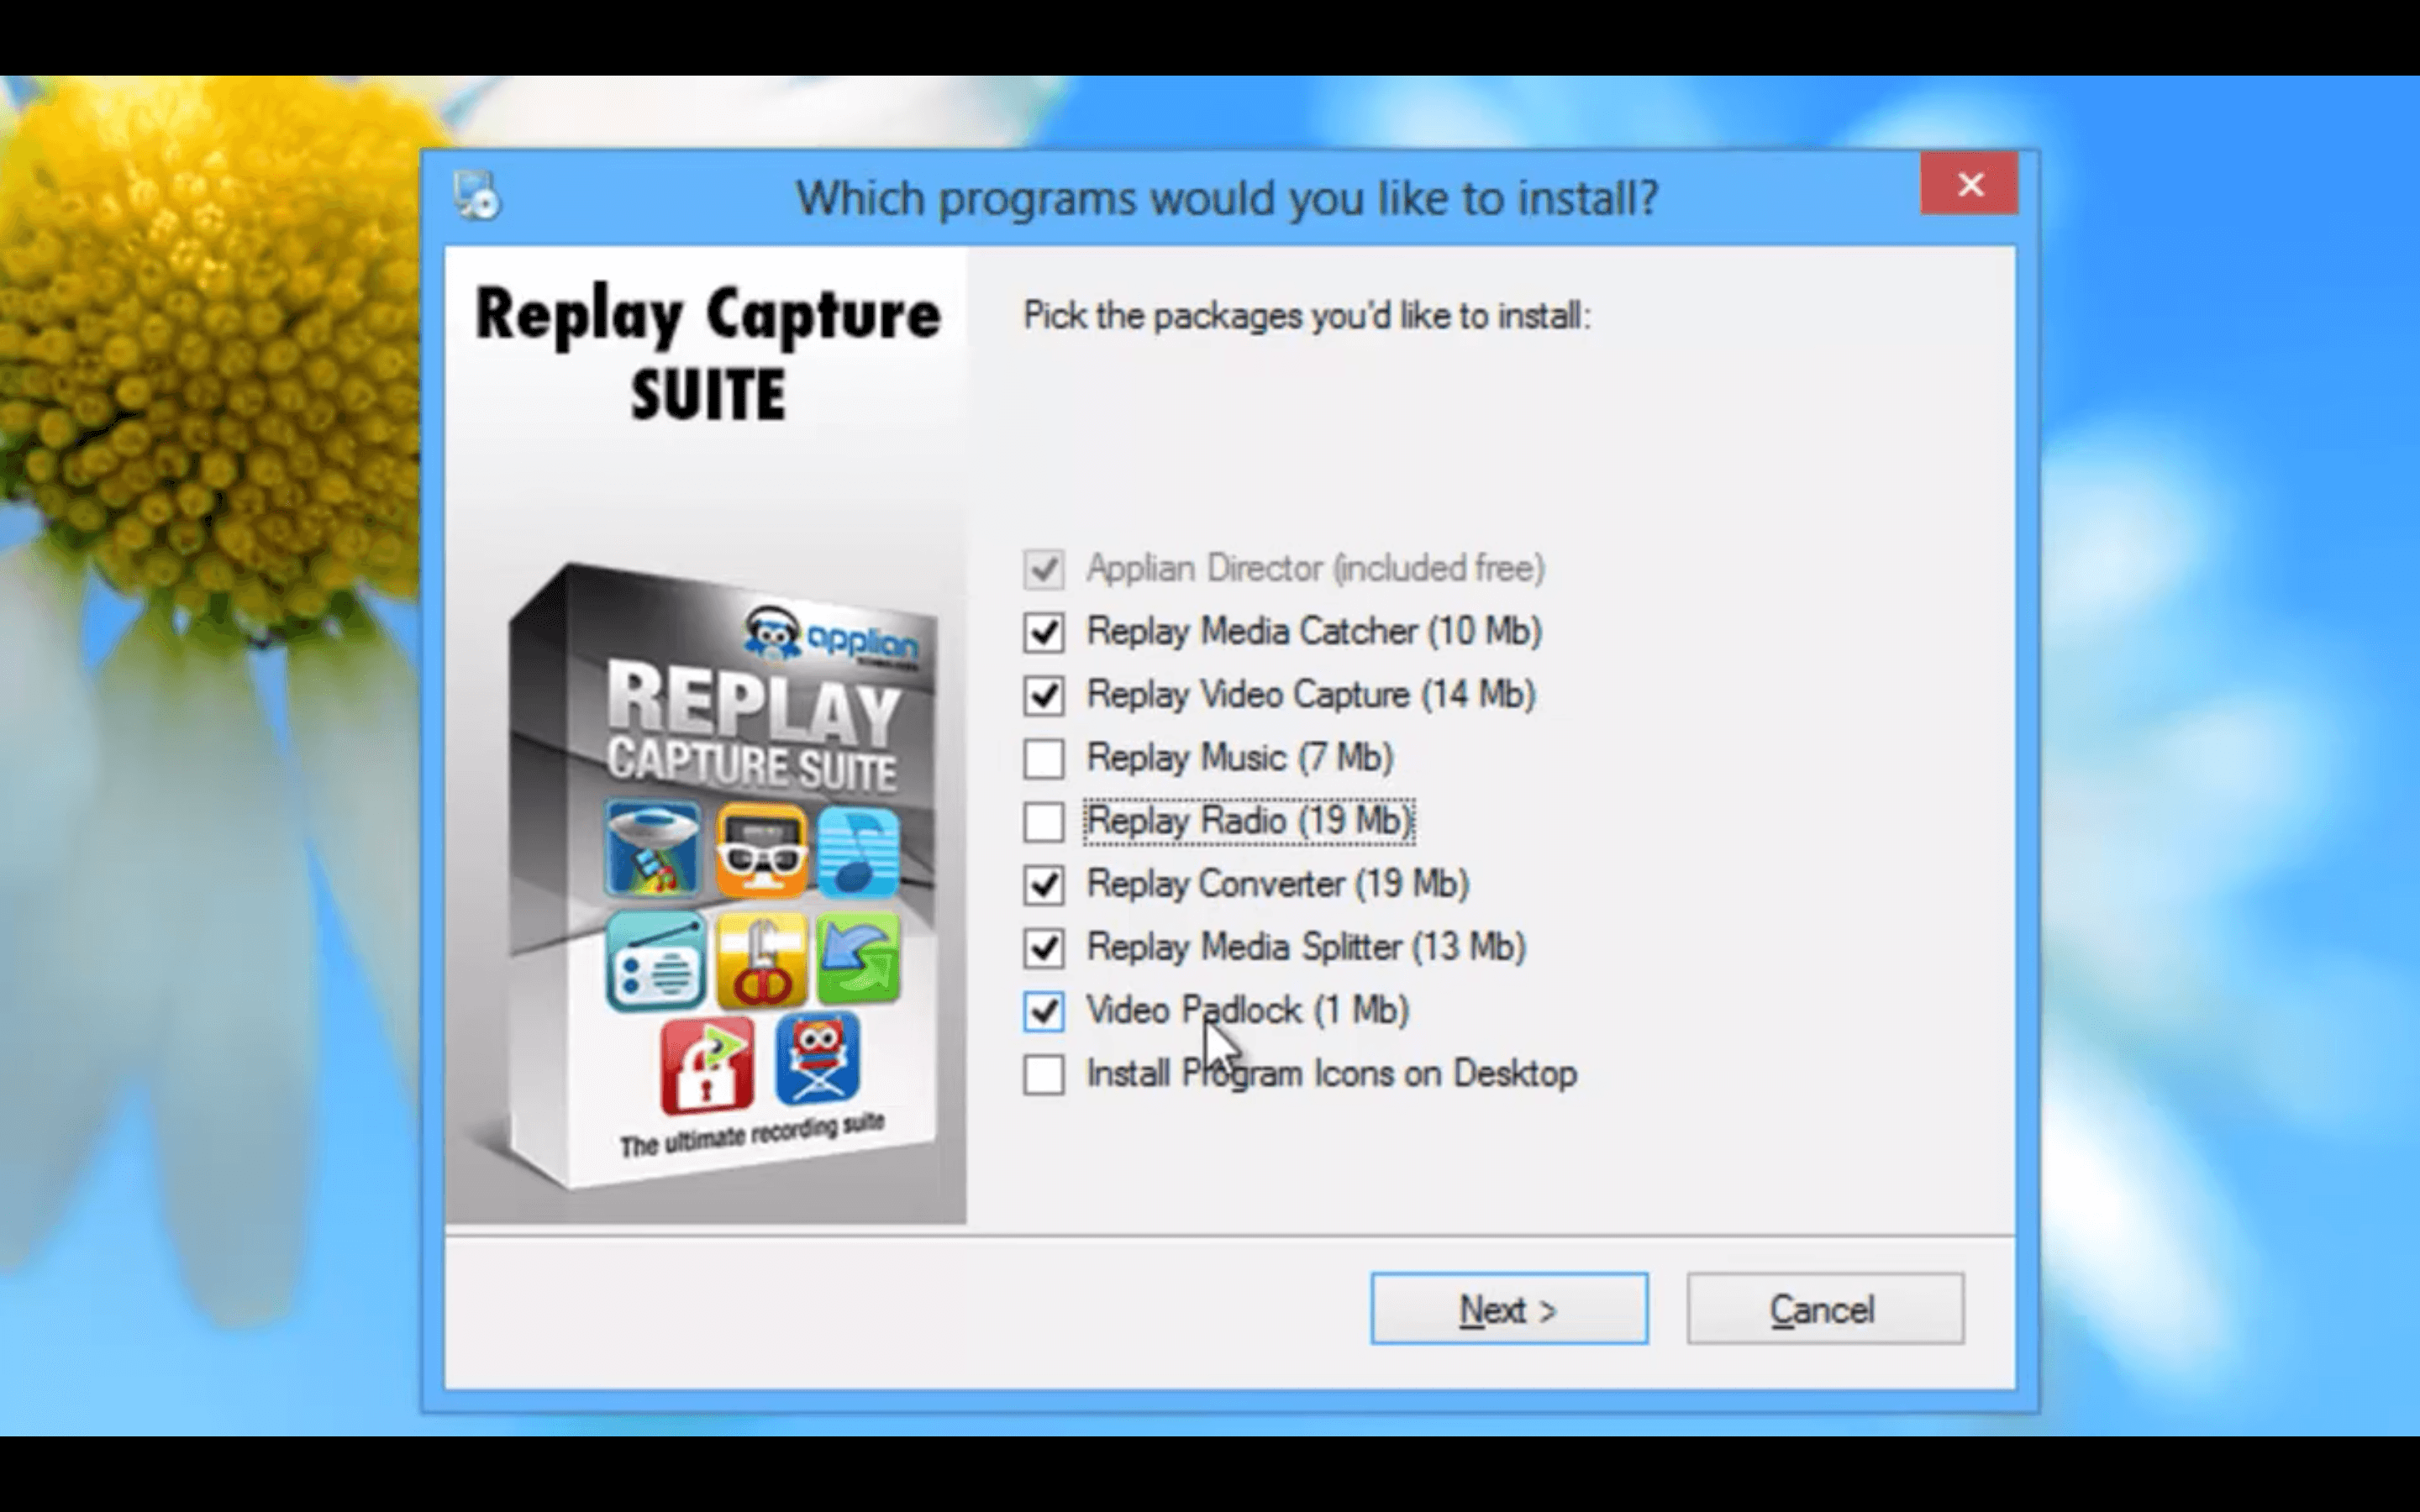 Which programs would you like to install?
Replay Capture
SUITE
Pick the packages you'd like to install:
applian
REPLAY
CAPTURE SUITE
The ultimate recording suite
Applian Director (included free)
Replay Media Catcher (10 Mb)
Replay Video Capture (14 Mb)
Replay Music (7 Mb)
Replay Radio (19 Mb)
Replay Converter (19 Mb)
Replay Media Splitter (13 Mb)
Video Padlock (1 Mb)
Install Program Icons on Desktop
Next >
Cancel